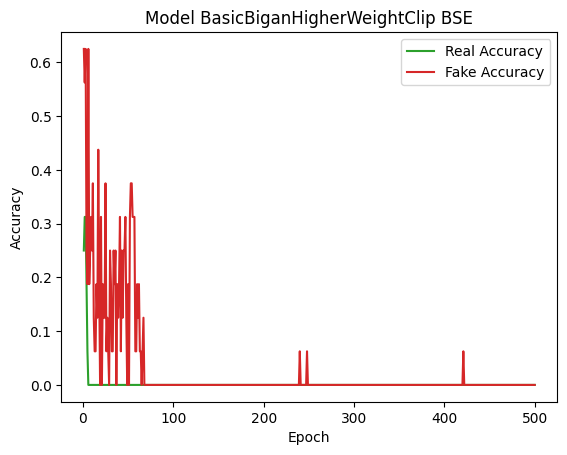 Model BasicBiganHigherWeightClip BSE
Real Accuracy
Fake Accuracy
Accuracy
0.6
0.5
0.4
0.3
0.2
0.1
0.0
0
100
200
300
400
500
Epoch